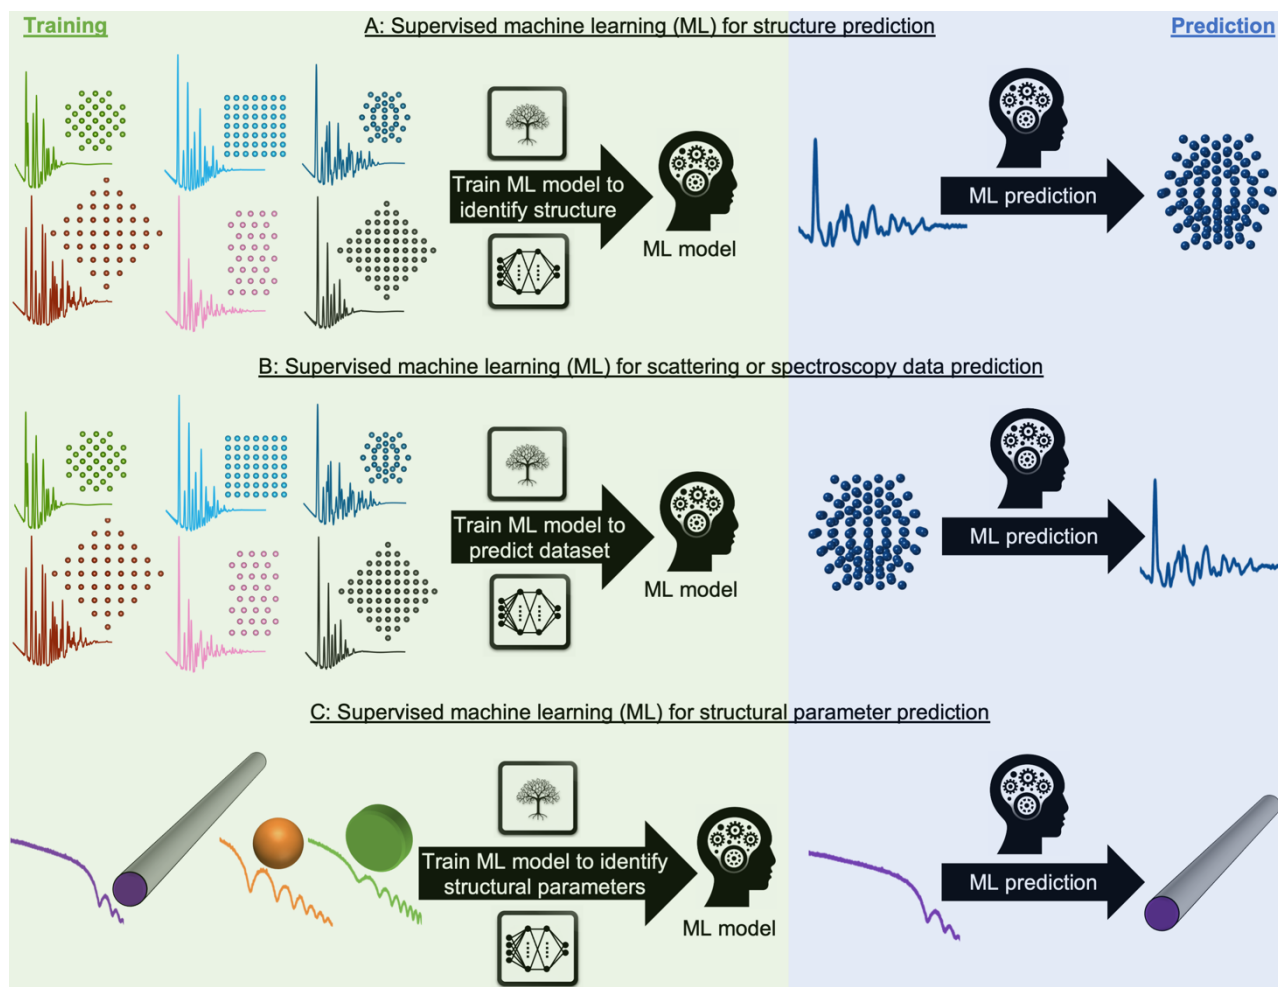 Training
A: Supervised machine learning (ML) for structure prediction
Prediction
Train ML model to
identify structure
ML model
ML prediction
B: Supervised machine learning (ML) for scattering or spectroscopy data prediction
Train ML model to
predict dataset
ML model
ML prediction
C: Supervised machine learning (ML) for structural parameter prediction
Train ML model to identify
structural parameters
ML model
ML prediction